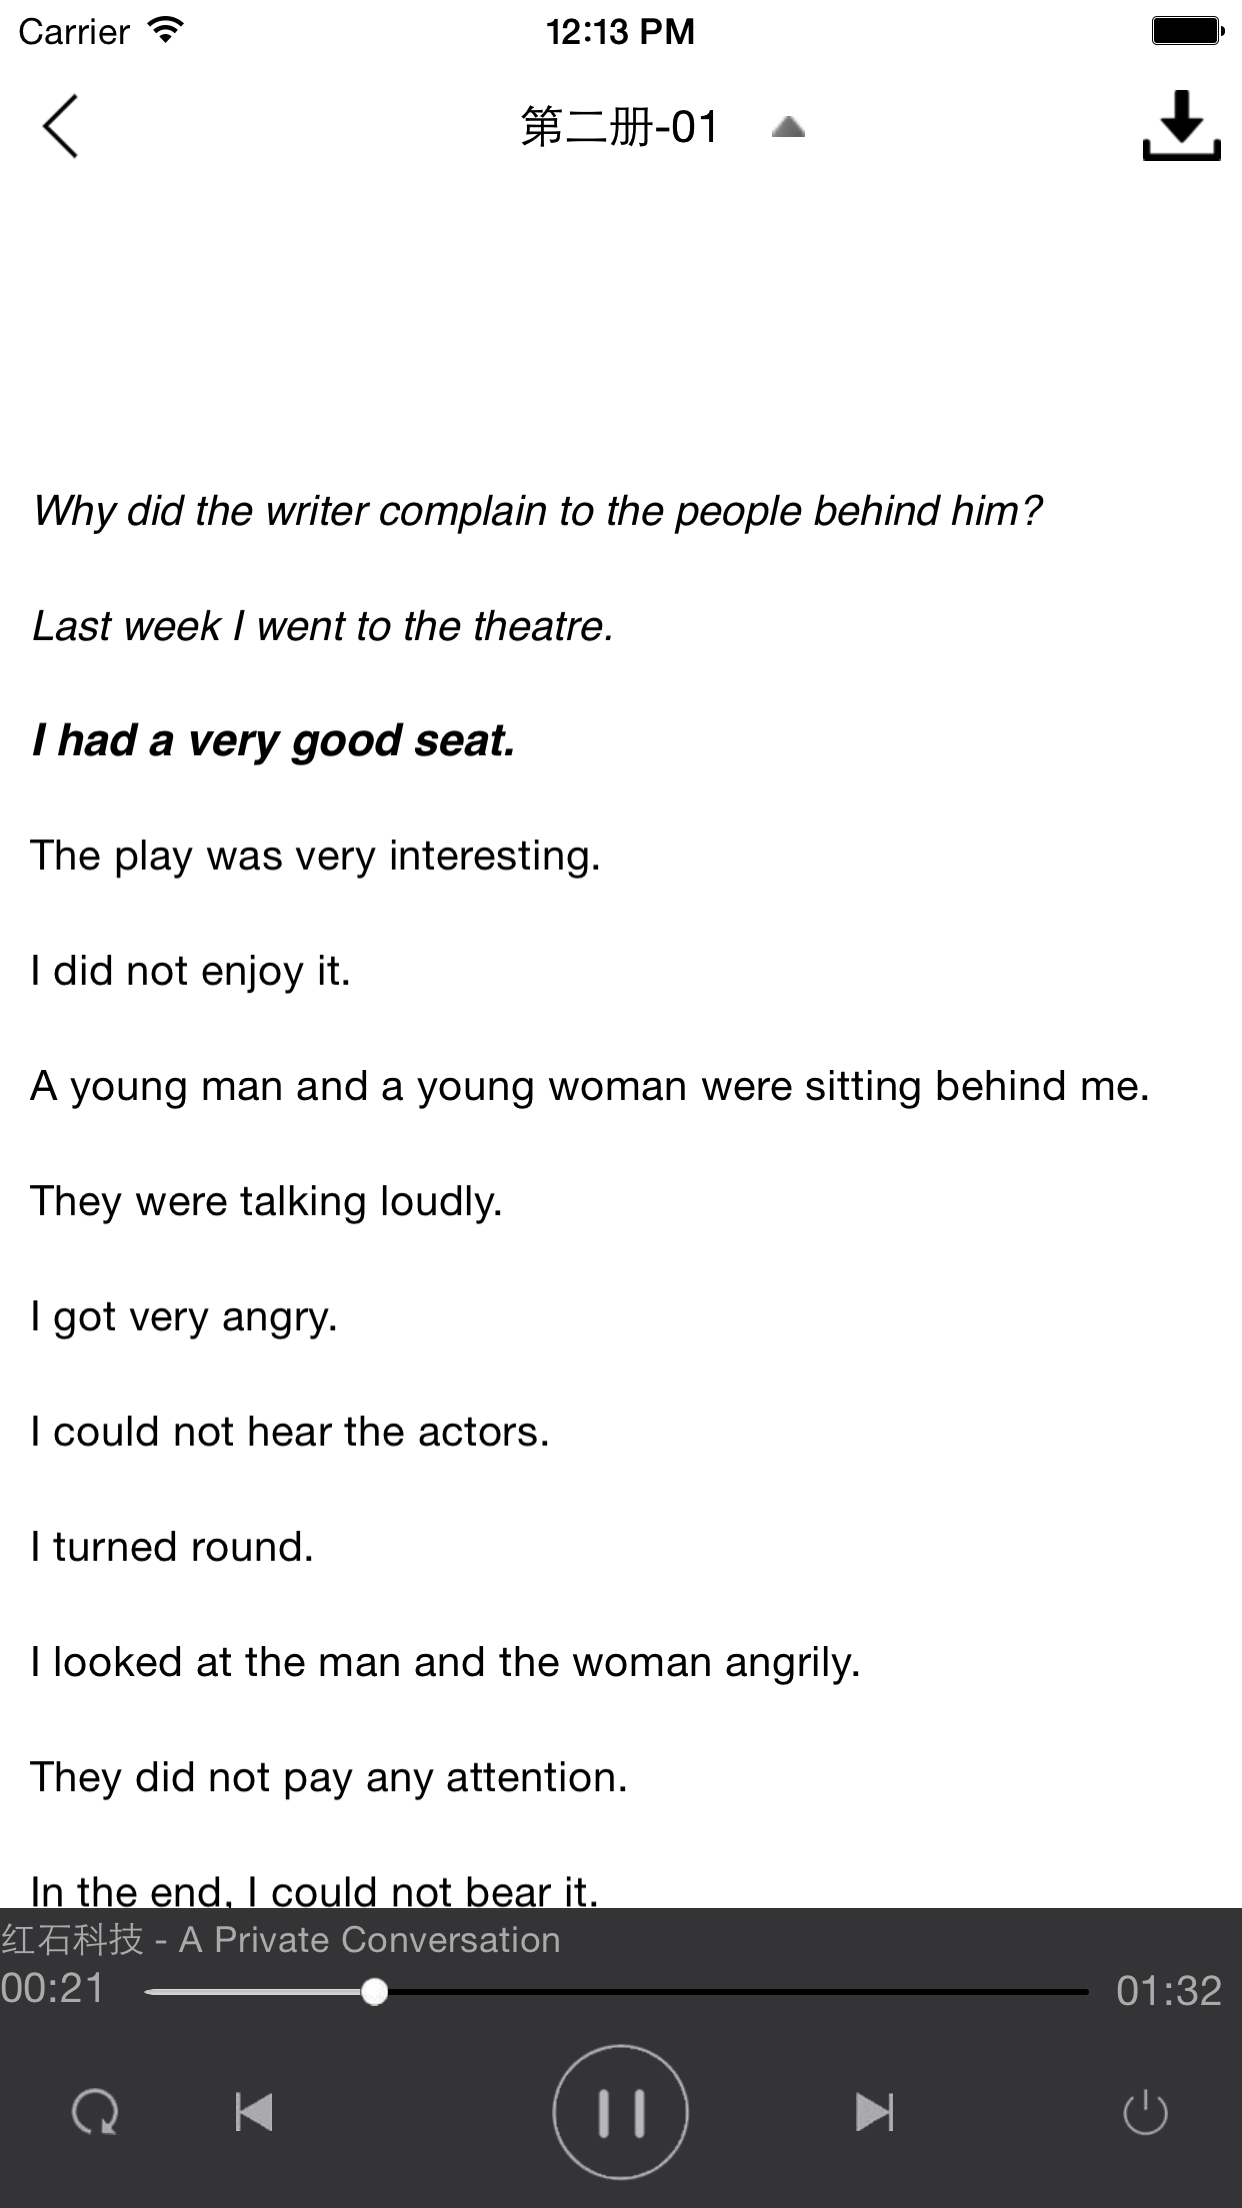 Carrier 12:13 PM
第二册-01
Why did the writer complain to the people behind him?
Last week I went to the theatre.
I had a very good seat.
The play was very interesting.
I did not enjoy it.
A young man and a young woman were sitting behind me.
They were talking loudly.
I got very angry.
I could not hear the actors.
I turned round.
I looked at the man and the woman angrily.
They did not pay any attention.
In the end, I could not bear it.
红石科技 - A Private Conversation
00:21 01:32